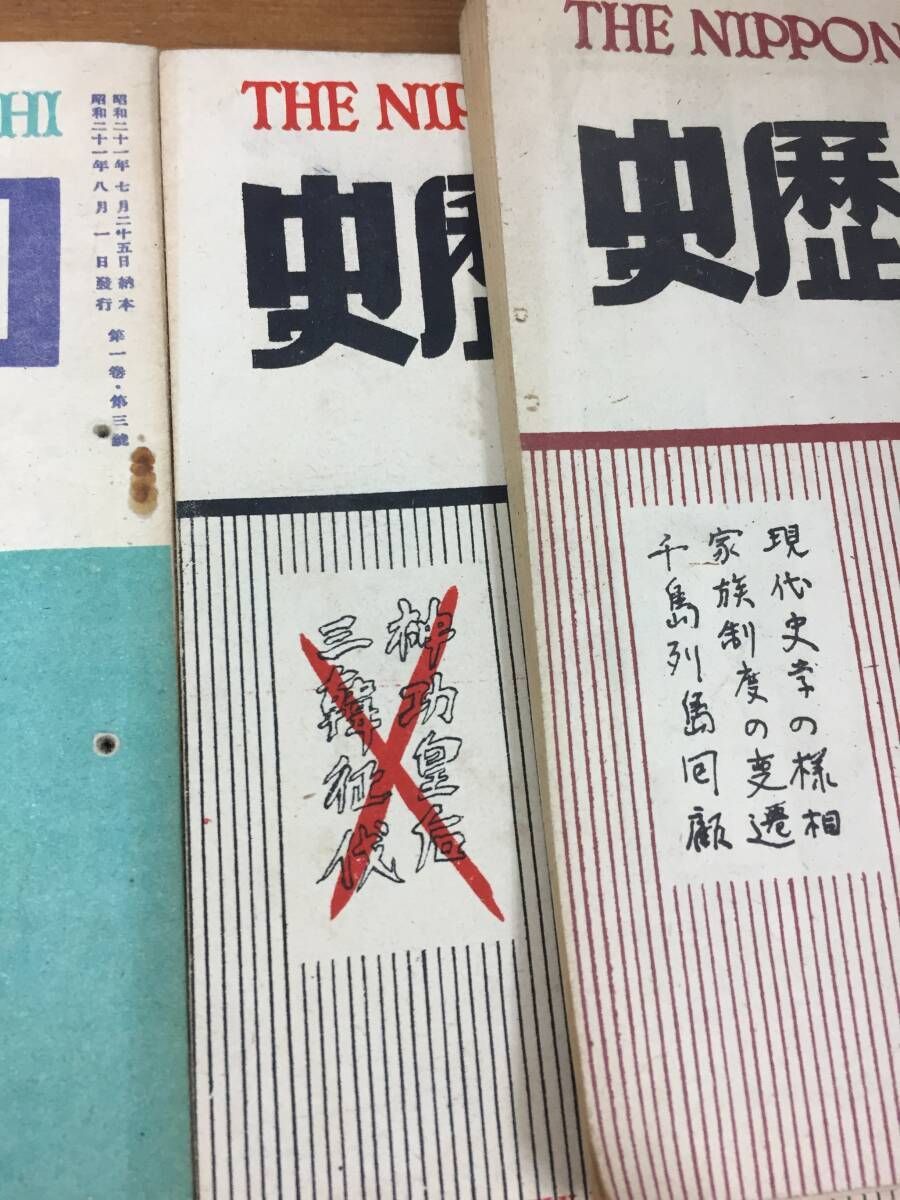 HI
昭和二十一年七月二十五日納本
昭和二十一年八月一日發行 第一卷・第三號
THE NIP
史歴
神功皇后
三韓征伐
THE NIPPON
史歴
現代史学の様相
家族制度の変遷
千島列島回顧